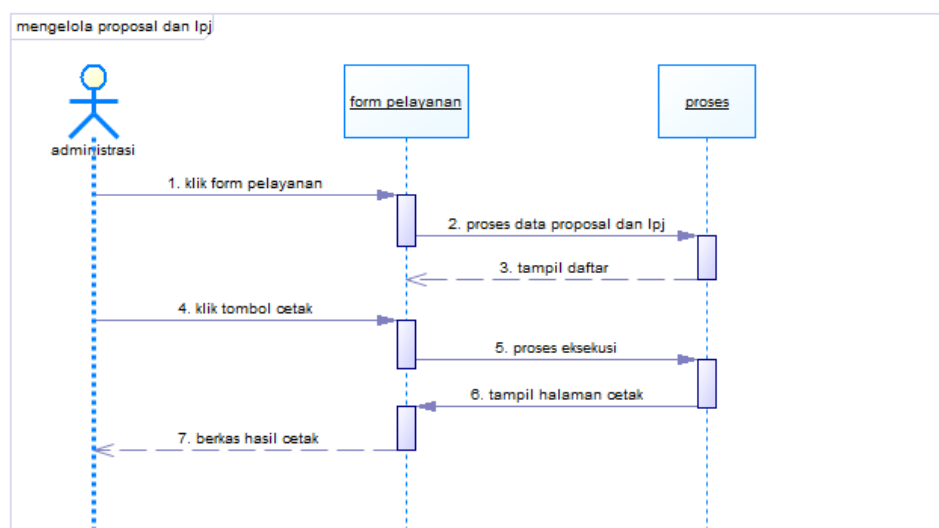 mengelola proposal dan lpj
form pelayanan
proses
administrasi
1. klik form pelayanan
2. proses data proposal dan lpj
3. tampil daftar
4. klik tombol cetak
5. proses eksekusi
6. tampil halaman cetak
7. berkas hasil cetak